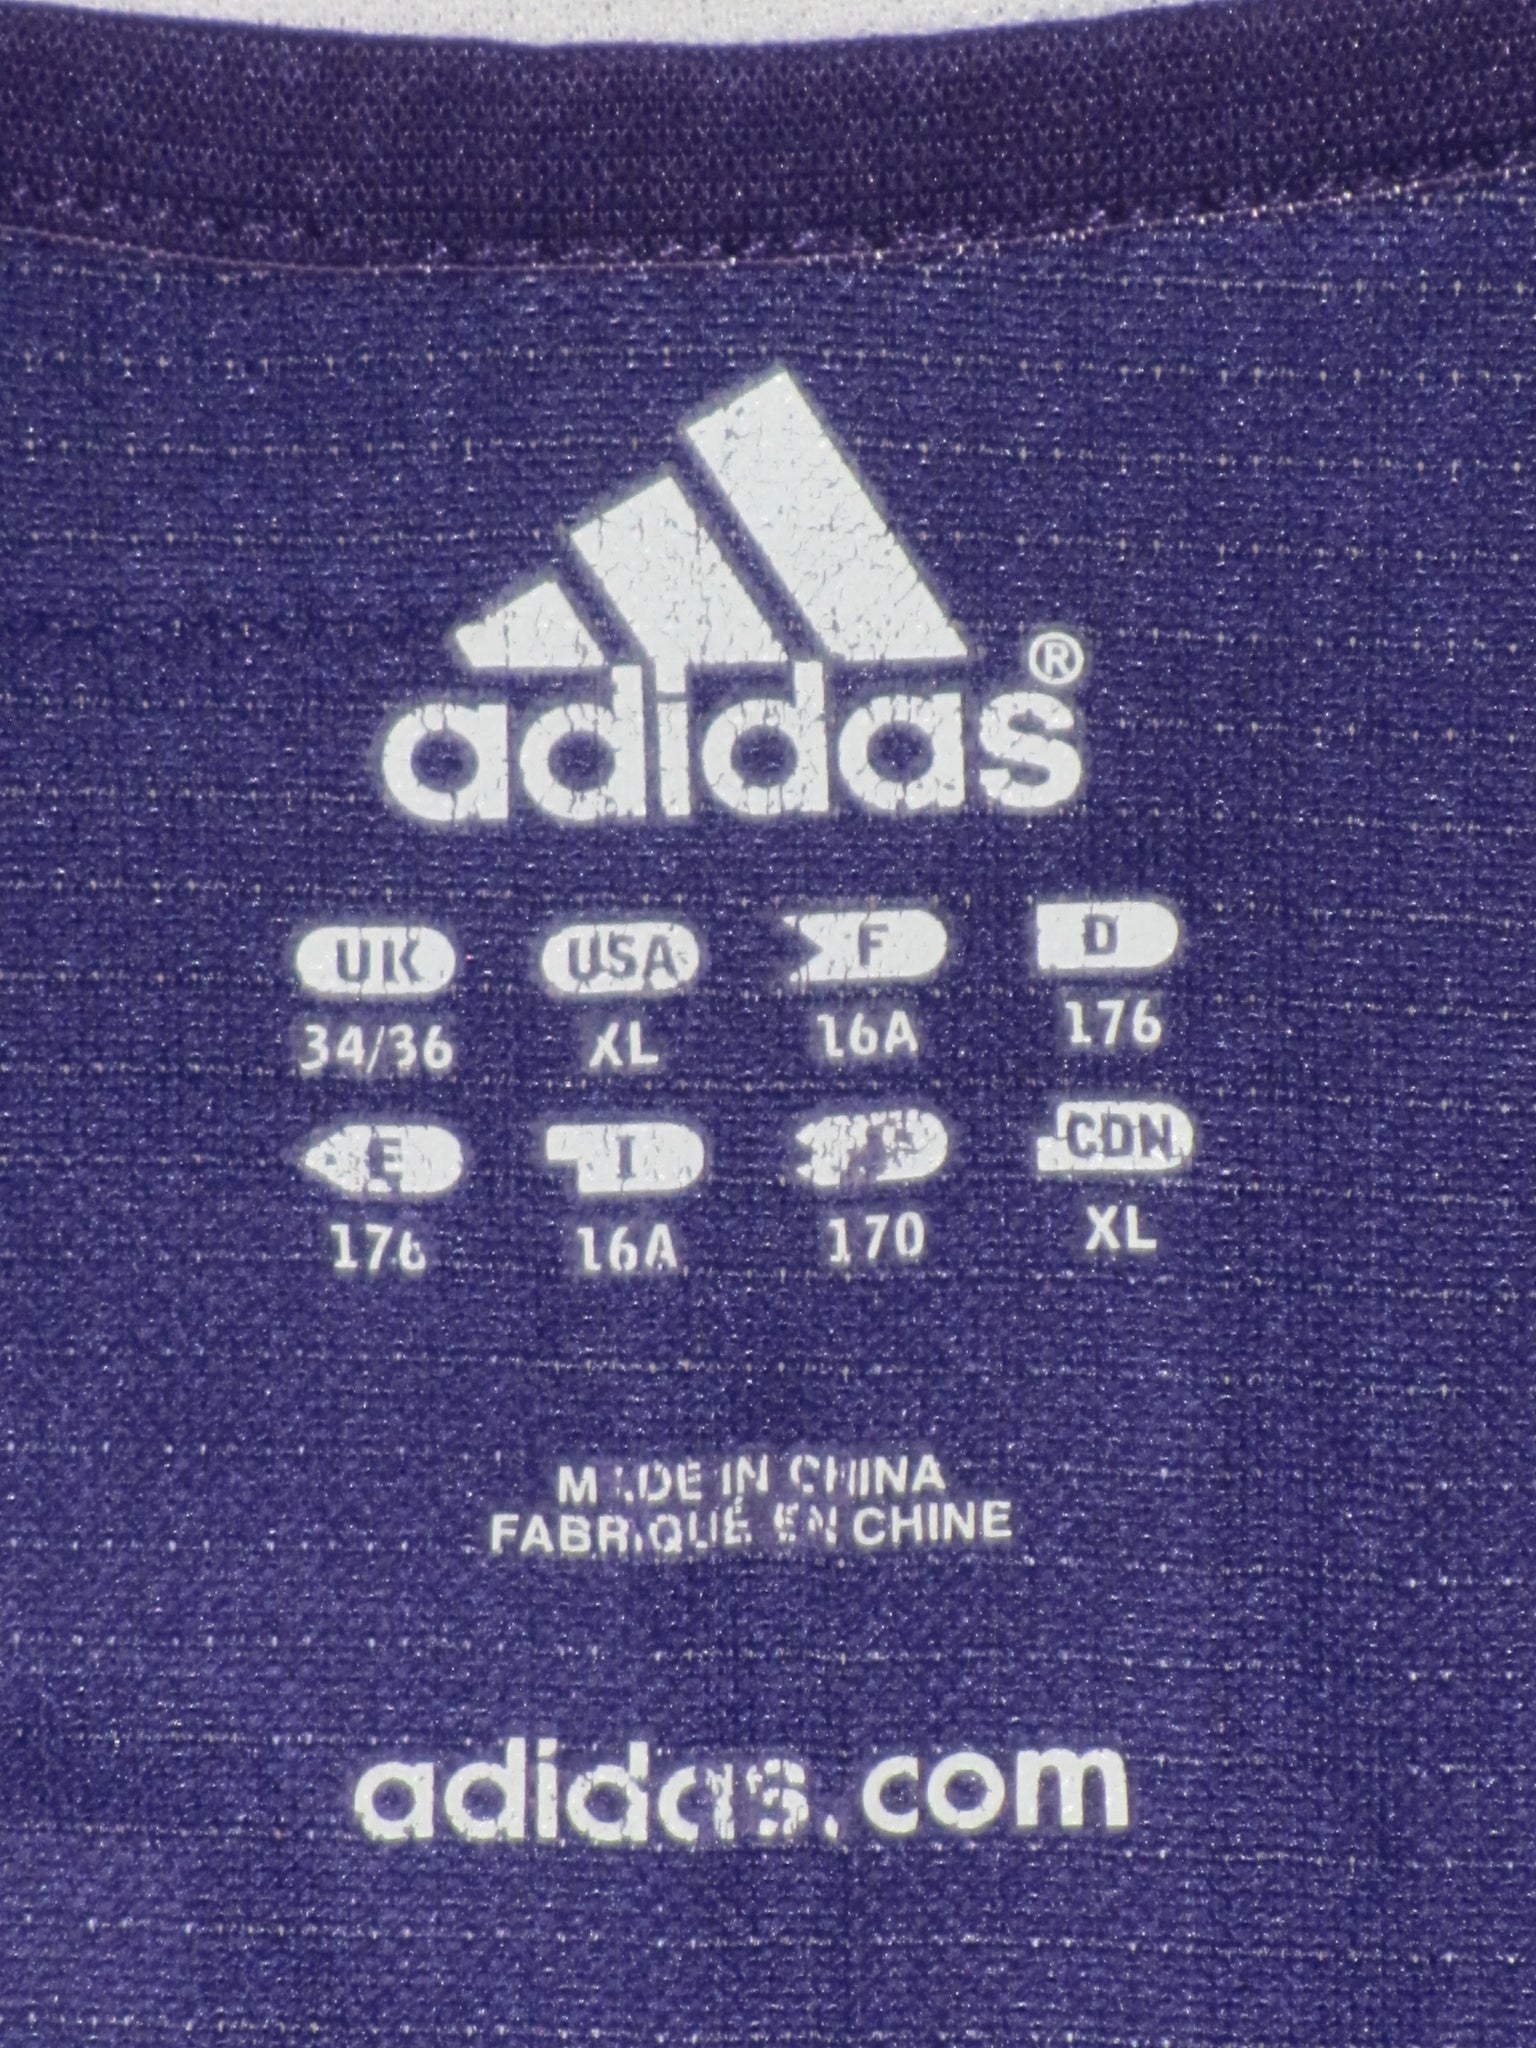 adidas®
UK USA F D
34/36 XL 16A 176
E I CDN
176 16A 170 XL
MADE IN CHINA
FABRIQUÉ EN CHINE
adidas.com